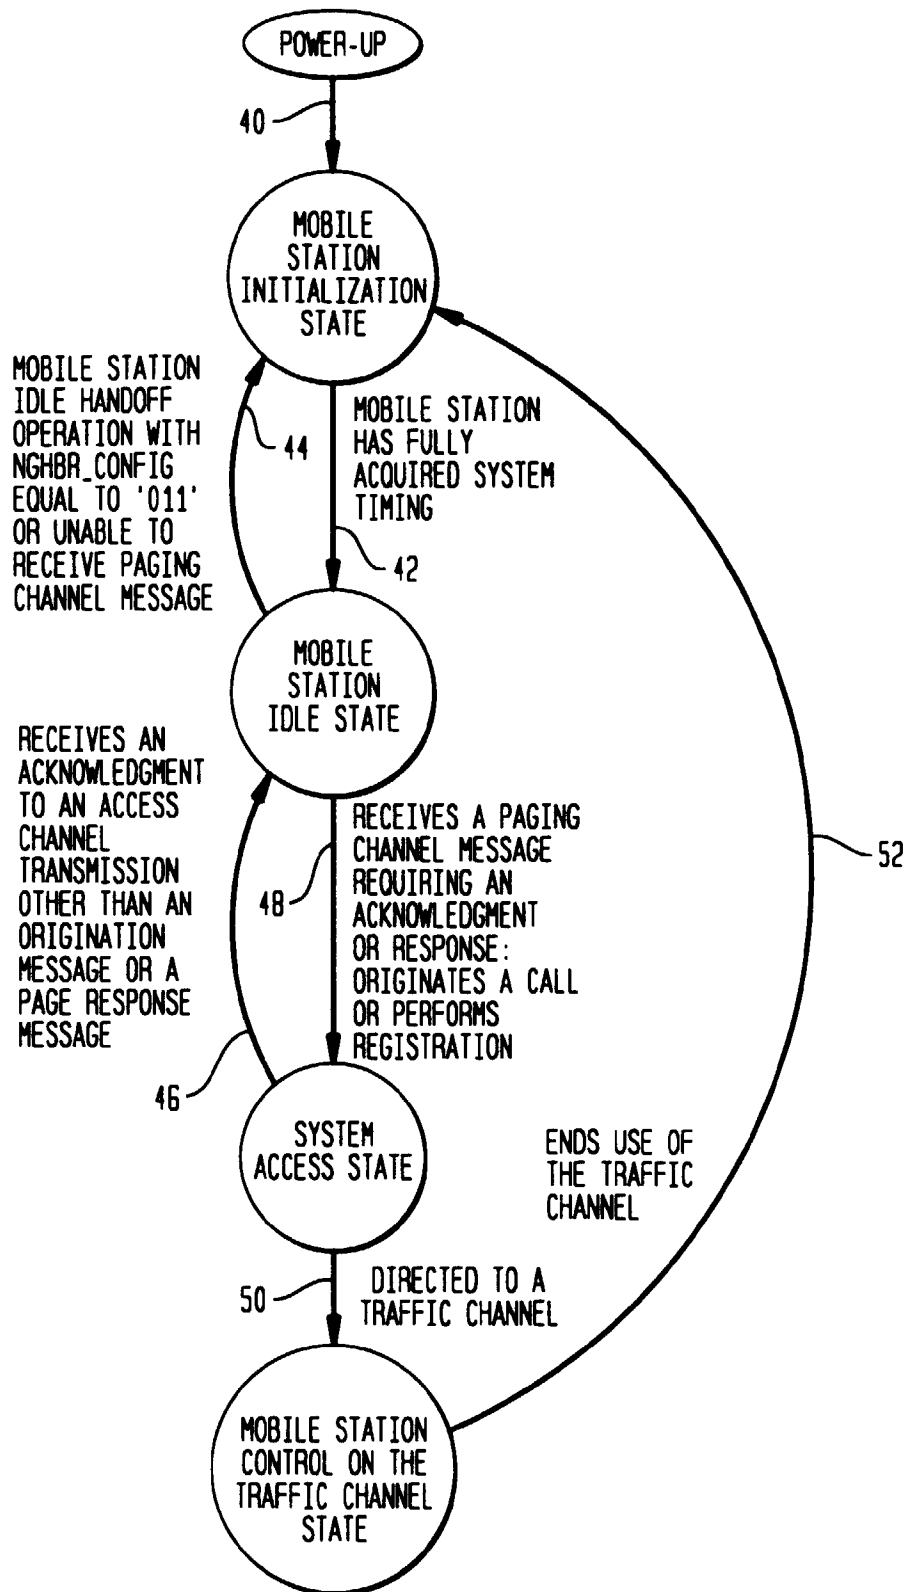 POWER-UP
40
MOBILE
STATION
INITIALIZATION
STATE
MOBILE STATION
IDLE HANDOFF
OPERATION WITH
NGHBR_CONFIG
EQUAL TO '011'
OR UNABLE TO
RECEIVE PAGING
CHANNEL MESSAGE
44
MOBILE STATION
HAS FULLY
ACQUIRED SYSTEM
TIMING
42
MOBILE
STATION
IDLE STATE
RECEIVES AN
ACKNOWLEDGMENT
TO AN ACCESS
CHANNEL
TRANSMISSION
OTHER THAN AN
ORIGINATION
MESSAGE OR A
PAGE RESPONSE
MESSAGE
46
48
RECEIVES A PAGING
CHANNEL MESSAGE
REQUIRING AN
ACKNOWLEDGMENT
OR RESPONSE:
ORIGINATES A CALL
OR PERFORMS
REGISTRATION
52
SYSTEM
ACCESS STATE
ENDS USE OF
THE TRAFFIC
CHANNEL
50
DIRECTED TO A
TRAFFIC CHANNEL
MOBILE STATION
CONTROL ON THE
TRAFFIC CHANNEL
STATE